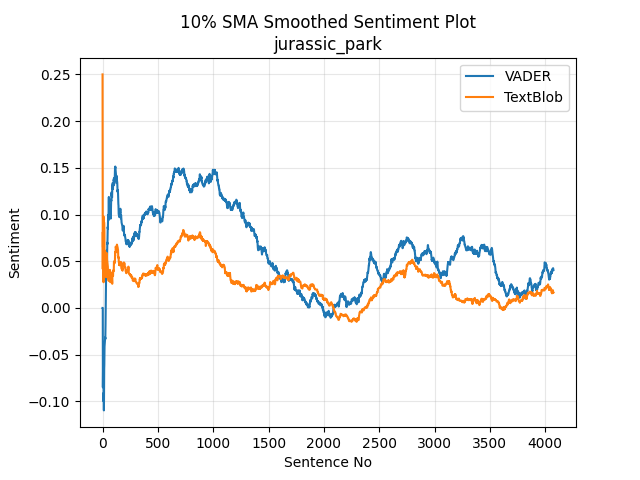 10% SMA Smoothed Sentiment Plot
jurassic_park
VADER
TextBlob
Sentiment
0.25
0.20
0.15
0.10
0.05
0.00
−0.05
−0.10
0 500 1000 1500 2000 2500 3000 3500 4000
Sentence No